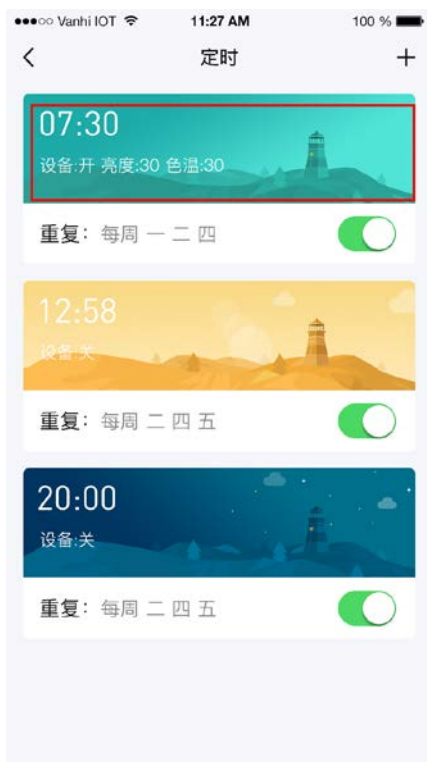 Vanhi IOT 11:27 AM 100 %
定时
07:30
设备:开 亮度:30 色温:30
重复：每周 一 二 四
12:58
设备:关
重复：每周 二 四 五
20:00
设备:关
重复：每周 二 四 五